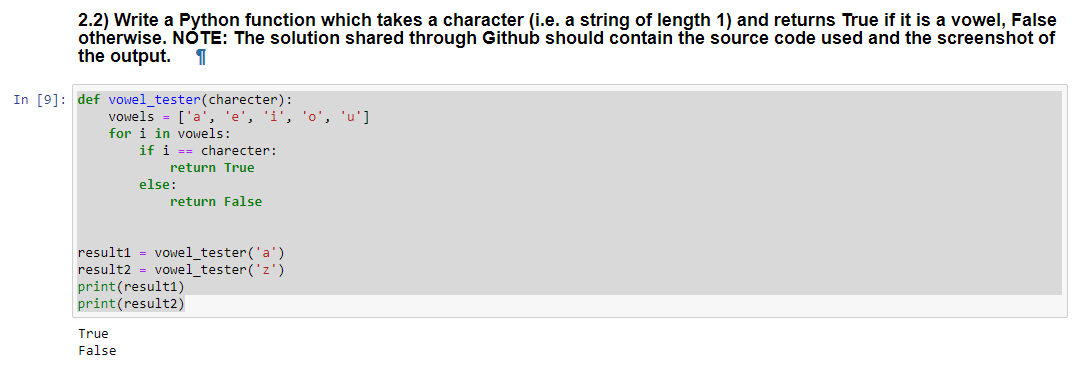 2.2) Write a Python function which takes a character (i.e. a string of length 1) and returns True if it is a vowel, False
otherwise. NOTE: The solution shared through Github should contain the source code used and the screenshot of
the output. ¶
In [9]: def vowel_tester(charecter):
    vowels = ['a', 'e', 'i', 'o', 'u']
    for i in vowels:
        if i == charecter:
            return True
        else:
            return False
result1 = vowel_tester('a')
result2 = vowel_tester('z')
print(result1)
print(result2)
True
False